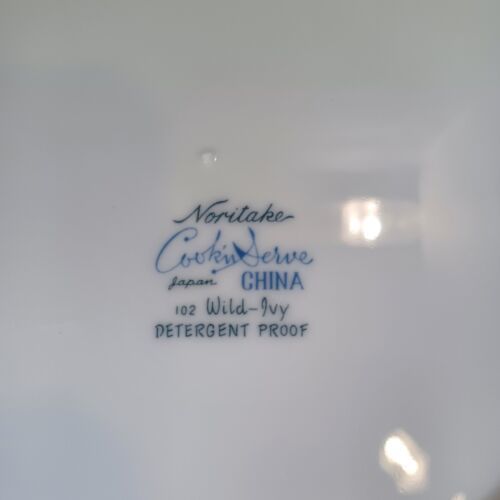 Noritake
Cook'n Serve
Japan CHINA
102 Wild-Ivy
DETERGENT PROOF